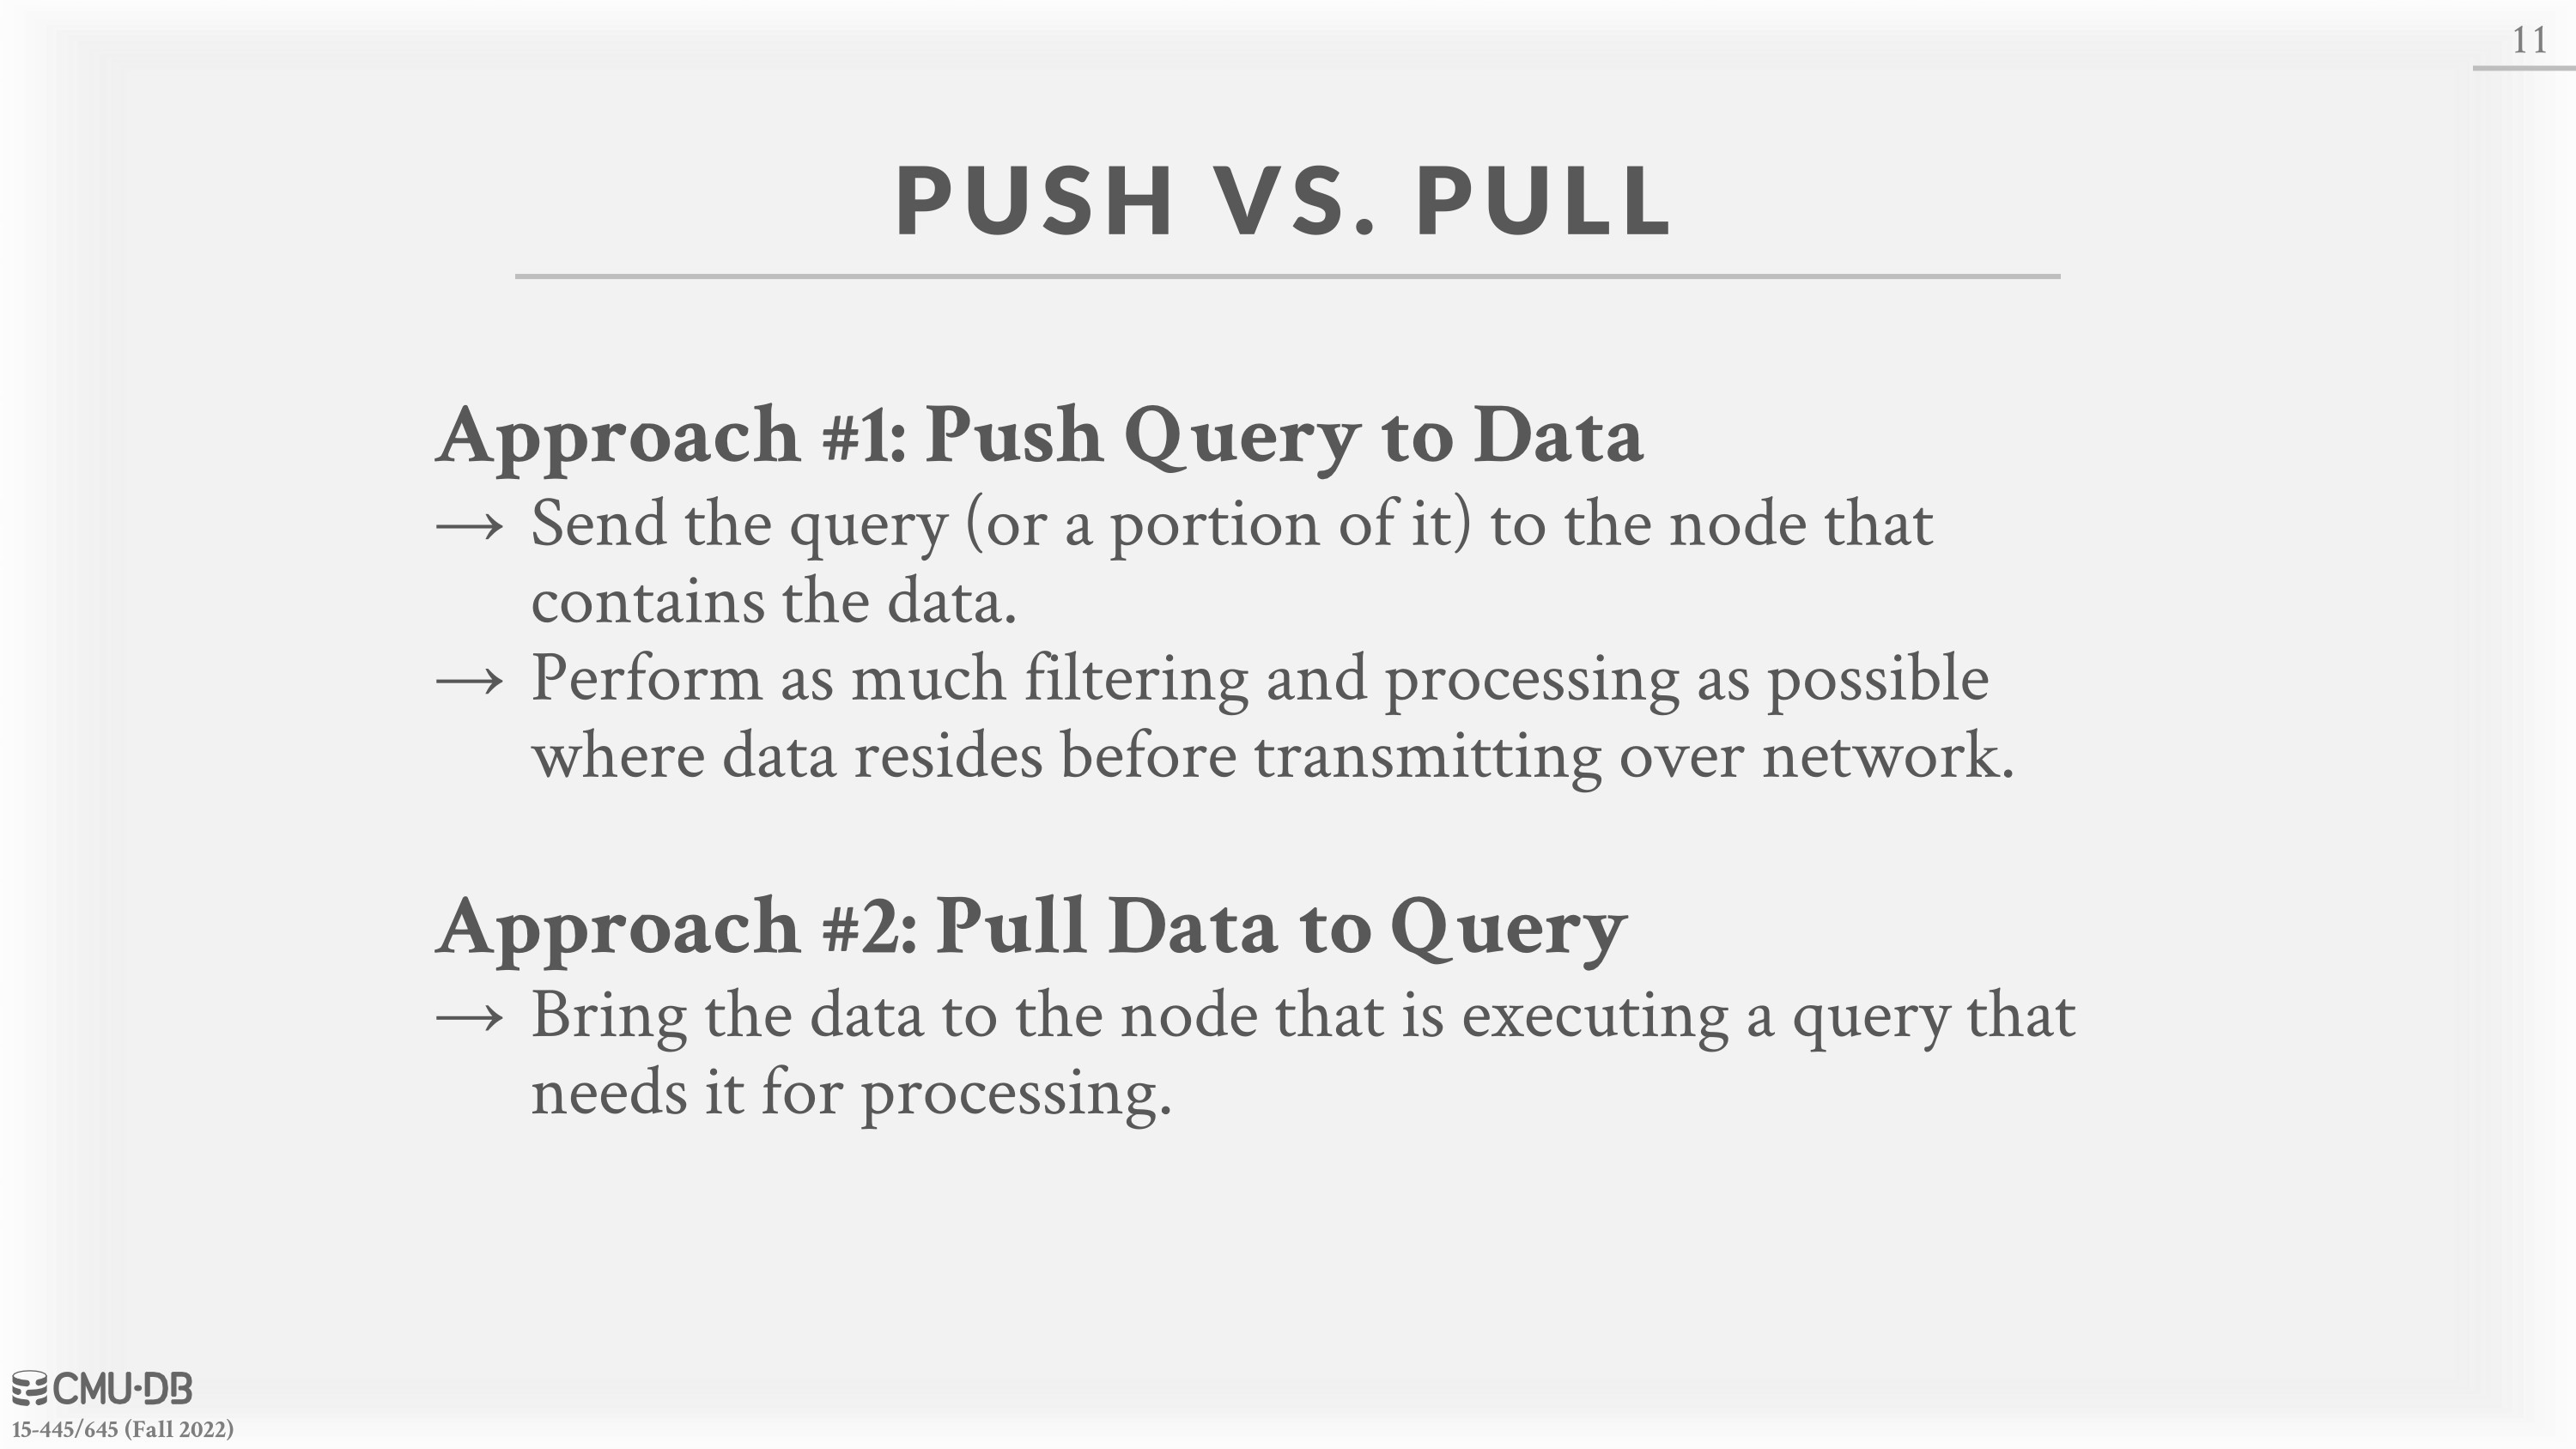 11
PUSH VS. PULL
Approach #1: Push Query to Data
→ Send the query (or a portion of it) to the node that
contains the data.
→ Perform as much filtering and processing as possible
where data resides before transmitting over network.
Approach #2: Pull Data to Query
→ Bring the data to the node that is executing a query that
needs it for processing.
CMU·DB
15-445/645 (Fall 2022)